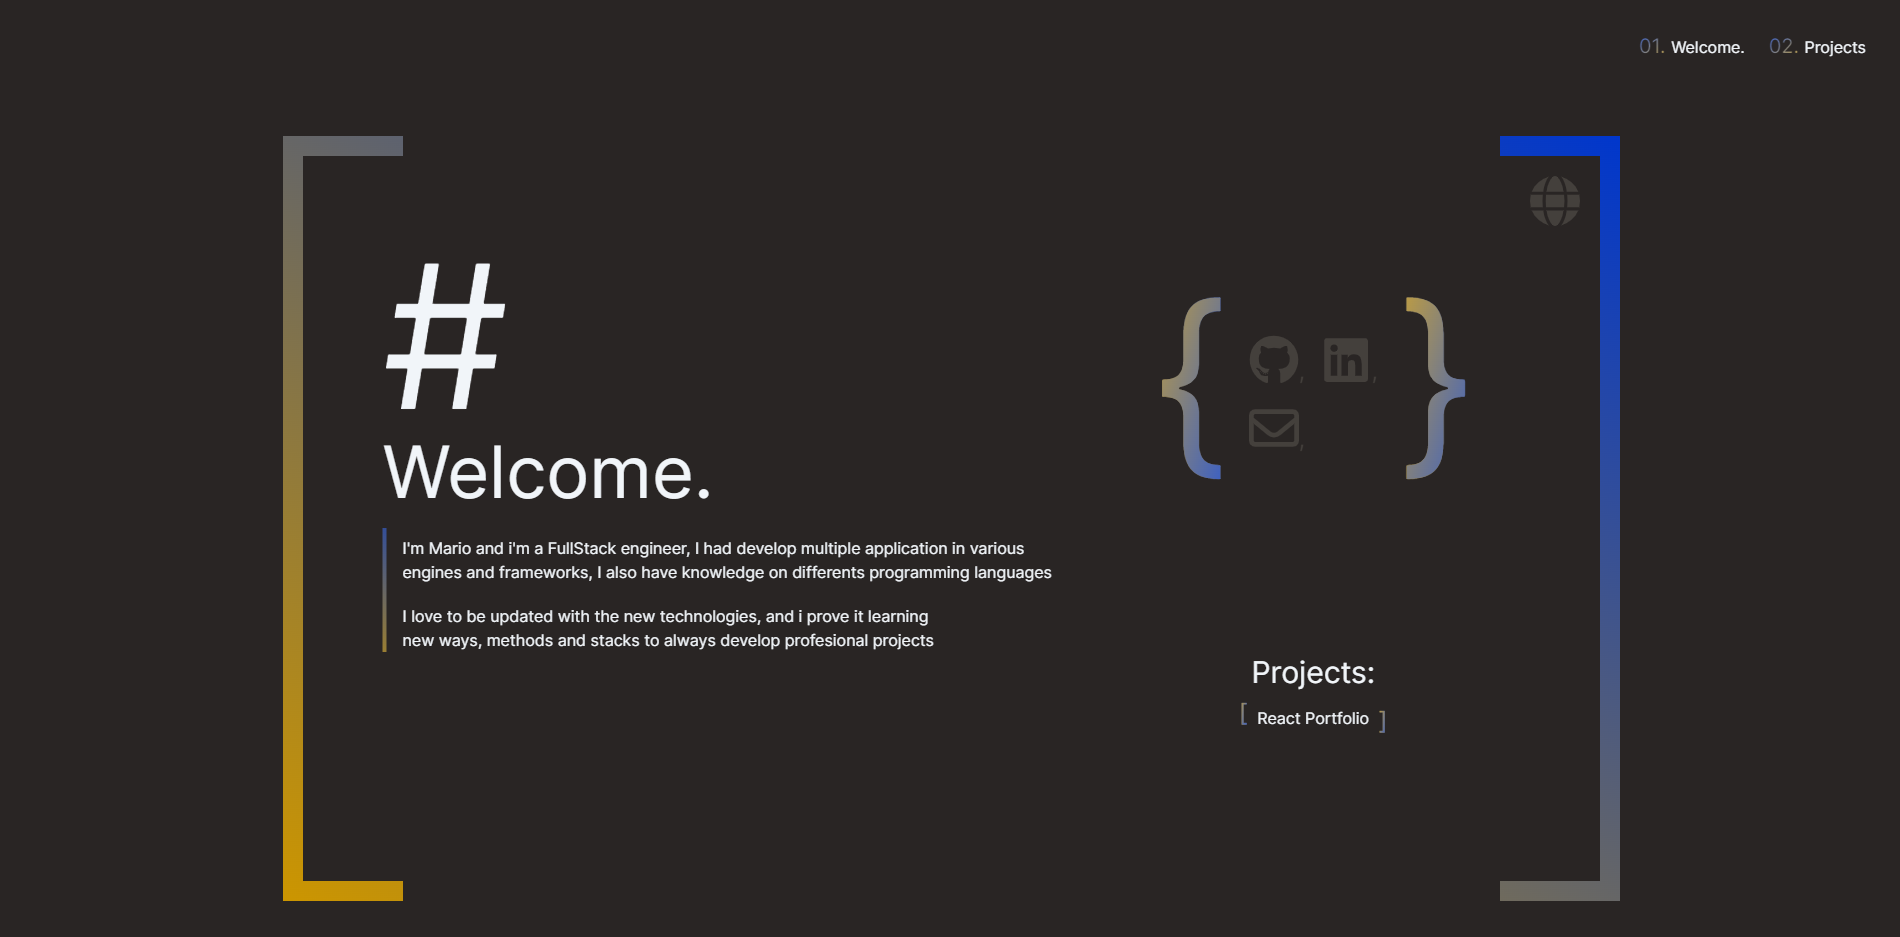 01. Welcome. 02. Projects
#
{ , , , }
Welcome.
I'm Mario and i'm a FullStack engineer, I had develop multiple application in various
engines and frameworks, I also have knowledge on differents programming languages
I love to be updated with the new technologies, and i prove it learning
new ways, methods and stacks to always develop profesional projects
Projects:
[ React Portfolio ]